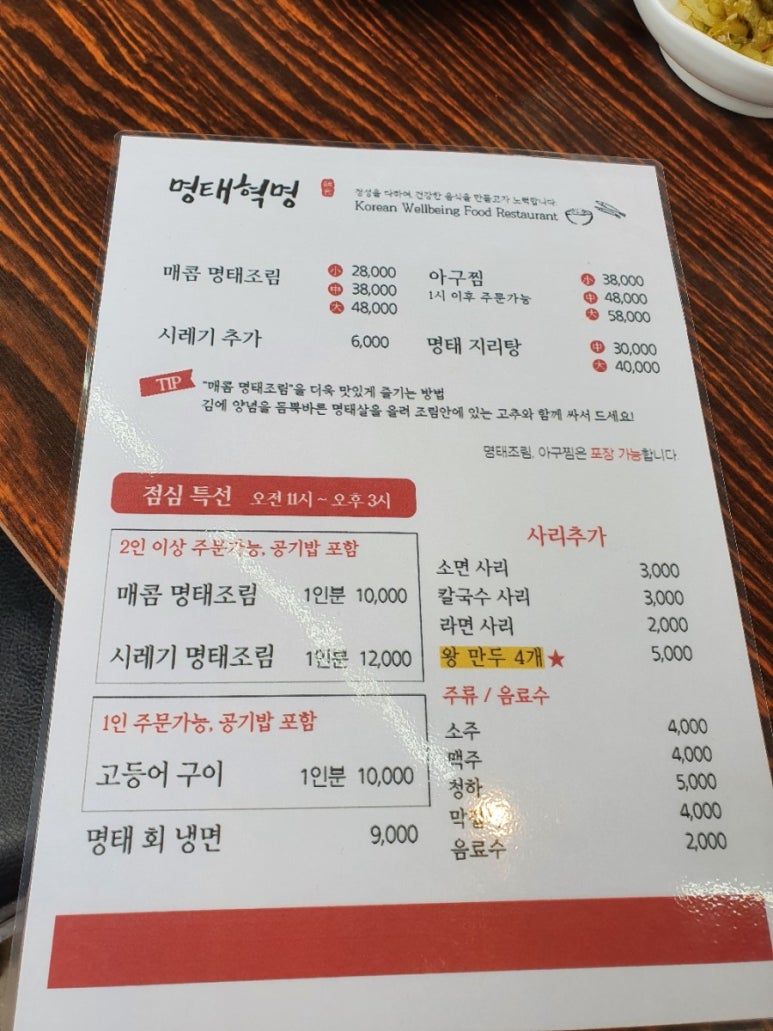 명태혁명
정성을 다하여, 건강한 음식을 만들고자 노력합니다.
Korean Wellbeing Food Restaurant
매콤 명태조림 小 28,000
中 38,000
大 48,000
시레기 추가 6,000
아구찜 小 38,000
1시 이후 주문가능 中 48,000
大 58,000
명태 지리탕 中 30,000
大 40,000
TIP "매콤 명태조림"을 더욱 맛있게 즐기는 방법
김에 양념을 듬뿍바른 명태살을 올려 조림안에 있는 고추와 함께 싸서 드세요!
명태조림, 아구찜은 포장 가능합니다.
점심 특선 오전 11시 ~ 오후 3시
2인 이상 주문가능, 공기밥 포함
매콤 명태조림 1인분 10,000
시레기 명태조림 1인분 12,000
1인 주문가능, 공기밥 포함
고등어 구이 1인분 10,000
명태 회 냉면 9,000
사리추가
소면 사리 3,000
칼국수 사리 3,000
라면 사리 2,000
왕 만두 4개★ 5,000
주류 / 음료수
소주 4,000
맥주 4,000
청하 5,000
4,000
음료수 2,000